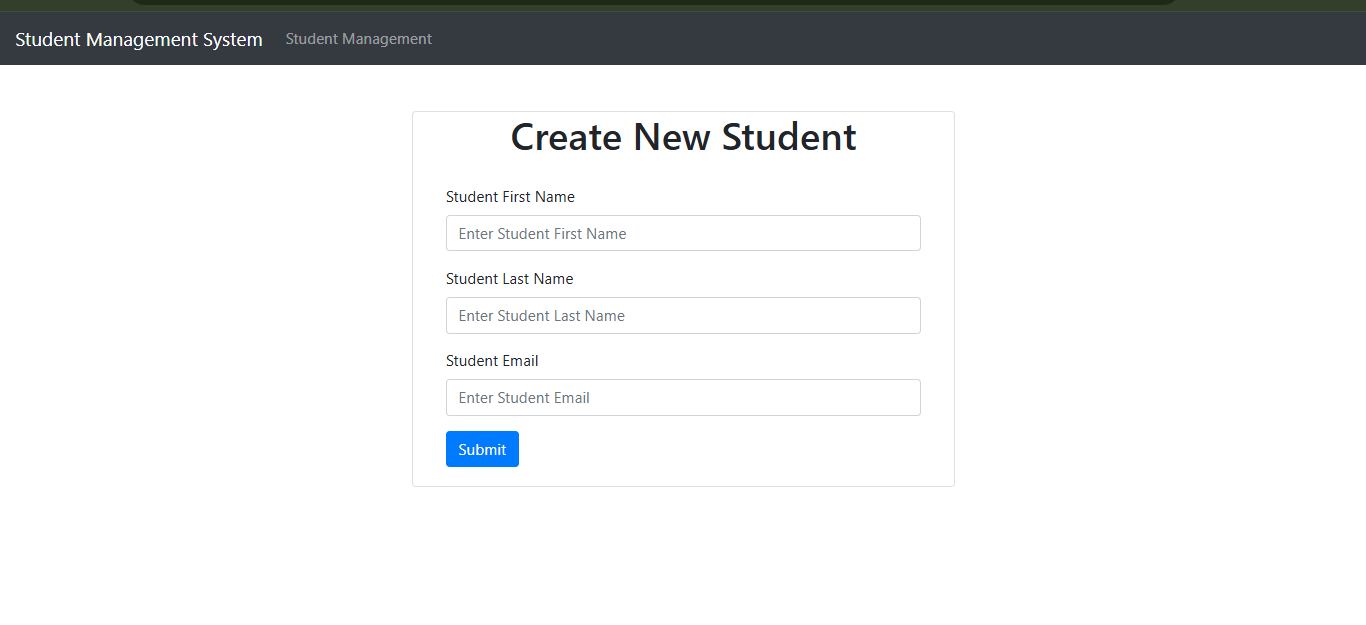 Student Management System Student Management
Create New Student
Student First Name
Enter Student First Name
Student Last Name
Enter Student Last Name
Student Email
Enter Student Email
Submit